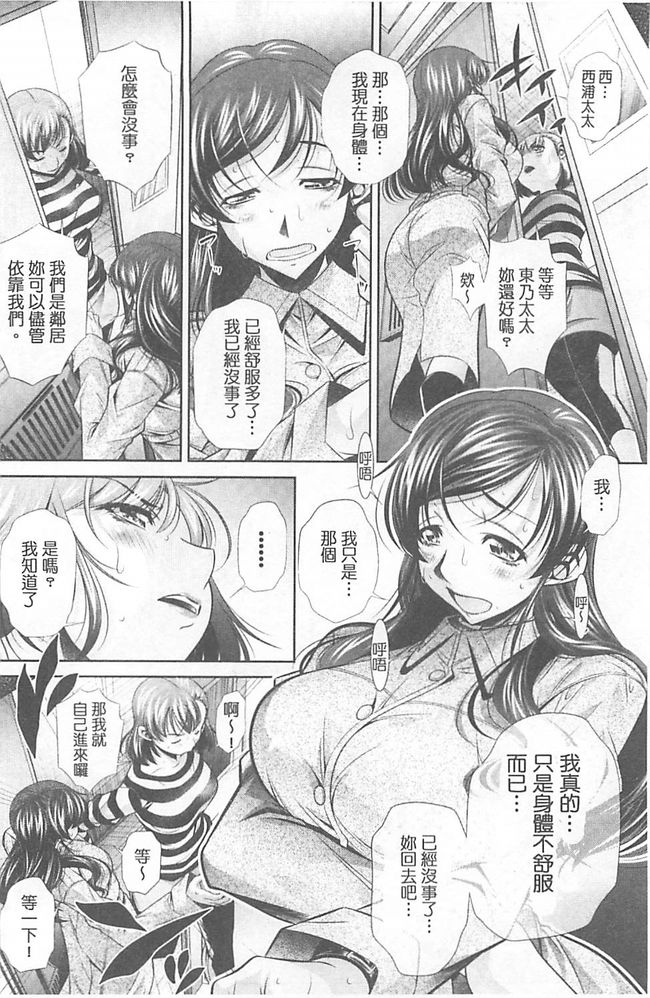 西…
西浦太太
等等
東乃太太
妳還好嗎？
欸～
那…那個…
我現在身體…
已經舒服多了…
我已經沒事了
怎麼會沒事？
我們是鄰居
妳可以儘管
依靠我們。
我…
呼唔
呼～
我只是…
那個
呼唔
我真的…
只是身體不舒服
而已…
已經沒事了…
妳回去吧…
……
是嗎？
我知道了
啊～！
那我就
自己進來囉
等～
等一下！